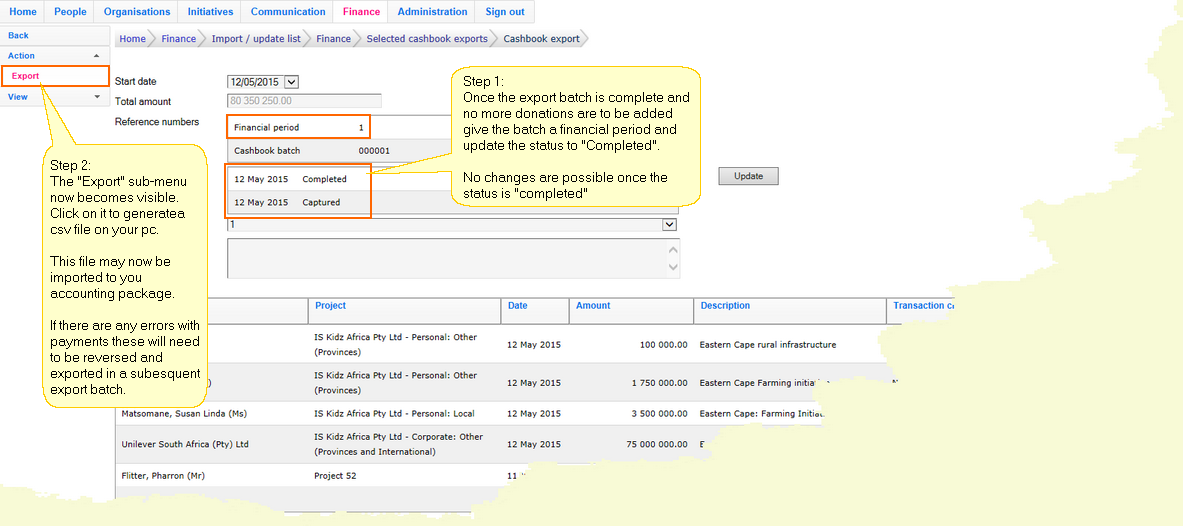 Home People Organisations Initiatives Communication Finance Administration Sign out
Back
Action
Export
View
Home Finance Import / update list Finance Selected cashbook exports Cashbook export
Start date 12/05/2015
Total amount 80 350 250.00
Reference numbers
Financial period 1
Cashbook batch 000001
12 May 2015 Completed
12 May 2015 Captured
1
Update
Step 1:
Once the export batch is complete and
no more donations are to be added
give the batch a financial period and
update the status to "Completed".
No changes are possible once the
status is "completed"
Step 2:
The "Export" sub-menu
now becomes visible.
Click on it to generatea
csv file on your pc.
This file may now be
imported to you
accounting package.
If there are any errors with
payments these will need
to be reversed and
exported in a subesquent
export batch.
Project Date Amount Description Transaction
IS Kidz Africa Pty Ltd - Personal: Other
(Provinces)
12 May 2015 100 000.00 Eastern Cape rural infrastructure
IS Kidz Africa Pty Ltd - Personal: Other
(Provinces)
12 May 2015 1 750 000.00 Eastern Cape Farming
Matsomane, Susan Linda (Ms) IS Kidz Africa Pty Ltd - Personal: Local 12 May 2015 3 500 000.00 Eastern Cape: Farming
Unilever South Africa (Pty) Ltd IS Kidz Africa Pty Ltd - Corporate: Other
(Provinces and International)
12 May 2015 75 000 000.00
Flitter, Pharron (Mr) Project 52 11